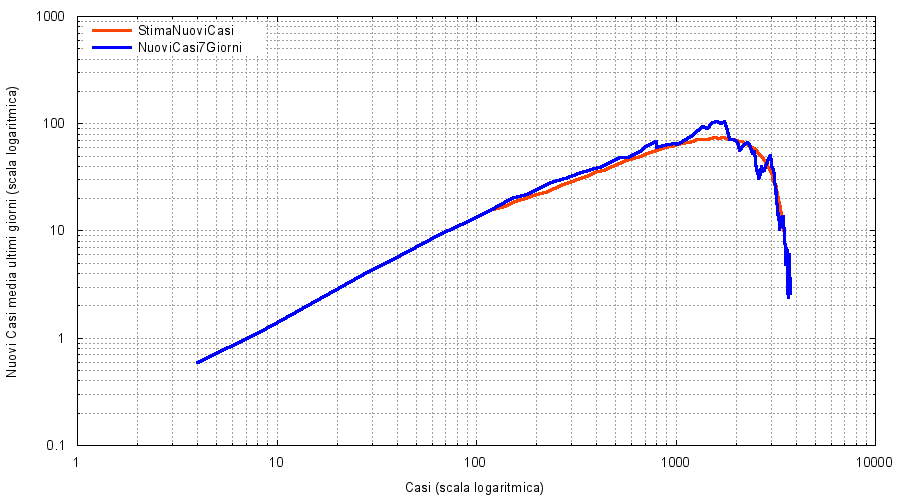 1000
100
10
1
0.1
Nuovi Casi media ultimi giorni (scala logaritmica)
StimaNuoviCasi
NuoviCasi7Giorni
1 10 100 1000 10000
Casi (scala logaritmica)